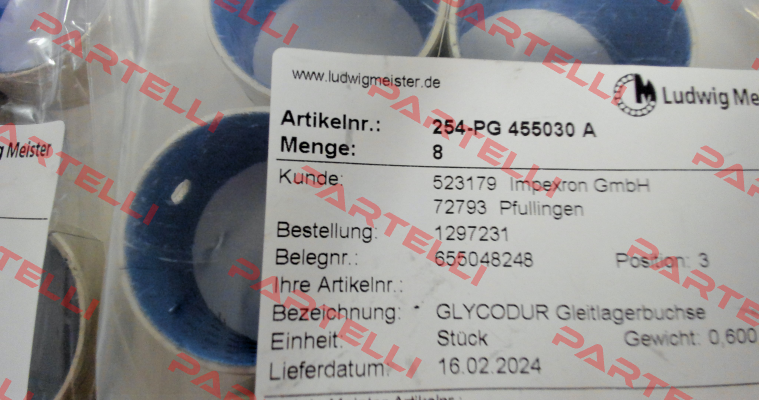 www.ludwigmeister.de
Ludwig Me
Artikelnr.: 254-PG 455030 A
Menge: 8
Kunde: 523179 Impexron GmbH
72793 Pfullingen
Bestellung: 1297231
Belegnr.: 655048248 Position: 3
Ihre Artikelnr.:
Bezeichnung: GLYCODUR Gleitlagerbuchse
Einheit: Stück Gewicht: 0,600
Lieferdatum: 16.02.2024
g Meister
PARTELLI